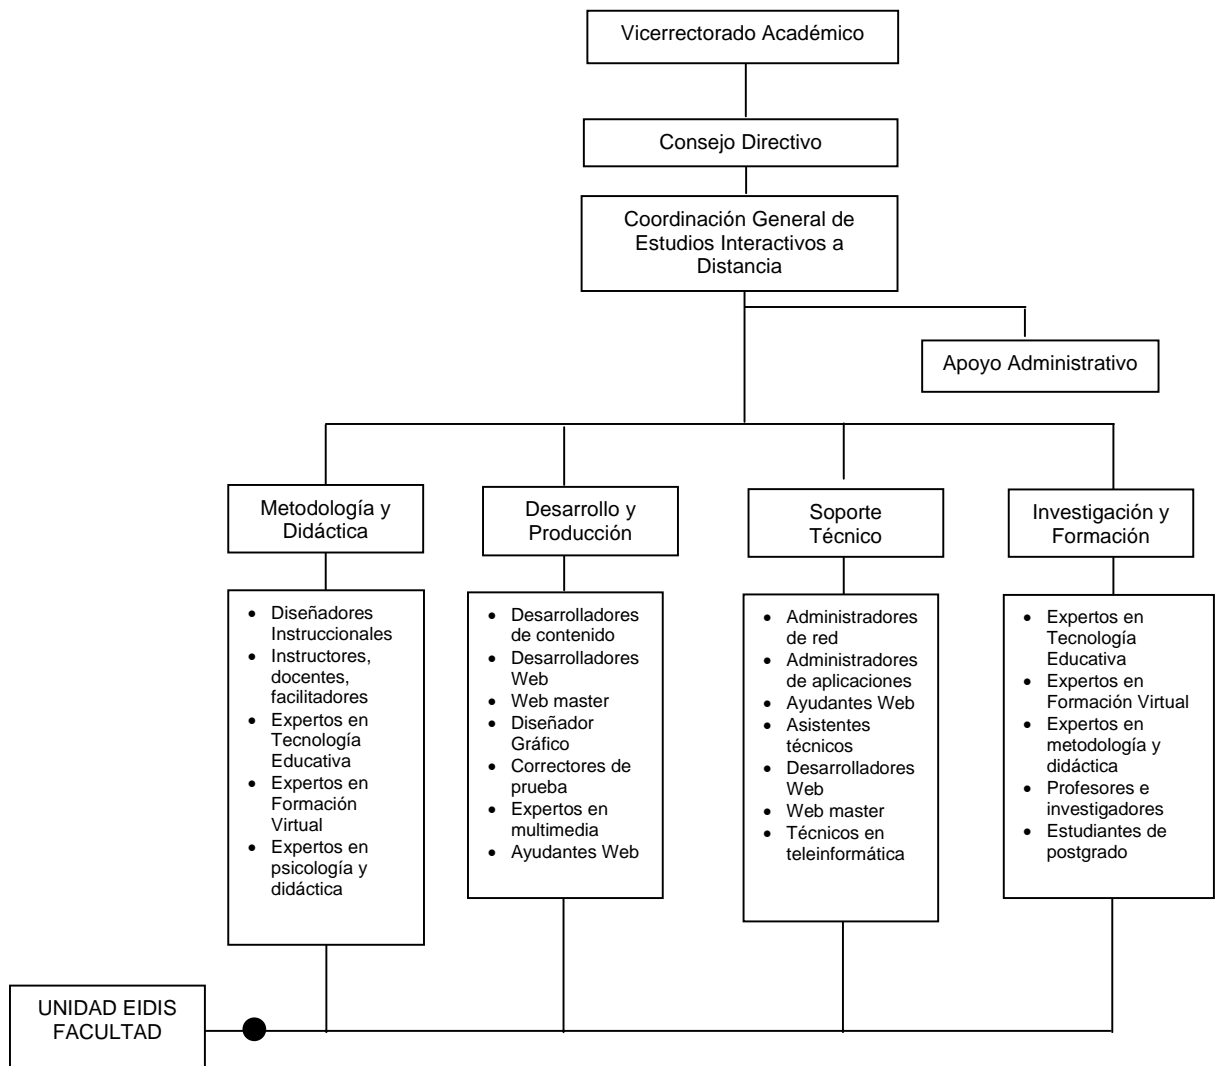 Vicerrectorado Académico
Consejo Directivo
Coordinación General de
Estudios Interactivos a
Distancia
Apoyo Administrativo
Metodología y
Didáctica
Desarrollo y
Producción
Soporte
Técnico
Investigación y
Formación
• Diseñadores
Instruccionales
• Instructores,
docentes,
facilitadores
• Expertos en
Tecnología
Educativa
• Expertos en
Formación
Virtual
• Expertos en
psicología y
didáctica
• Desarrolladores
de contenido
• Desarrolladores
Web
• Web master
• Diseñador
Gráfico
• Correctores de
prueba
• Expertos en
multimedia
• Ayudantes Web
• Administradores
de red
• Administradores
de aplicaciones
• Ayudantes Web
• Asistentes
técnicos
• Desarrolladores
Web
• Web master
• Técnicos en
teleinformática
• Expertos en
Tecnología
Educativa
• Expertos en
Formación Virtual
• Expertos en
metodología y
didáctica
• Profesores e
investigadores
• Estudiantes de
postgrado
UNIDAD EIDIS
FACULTAD